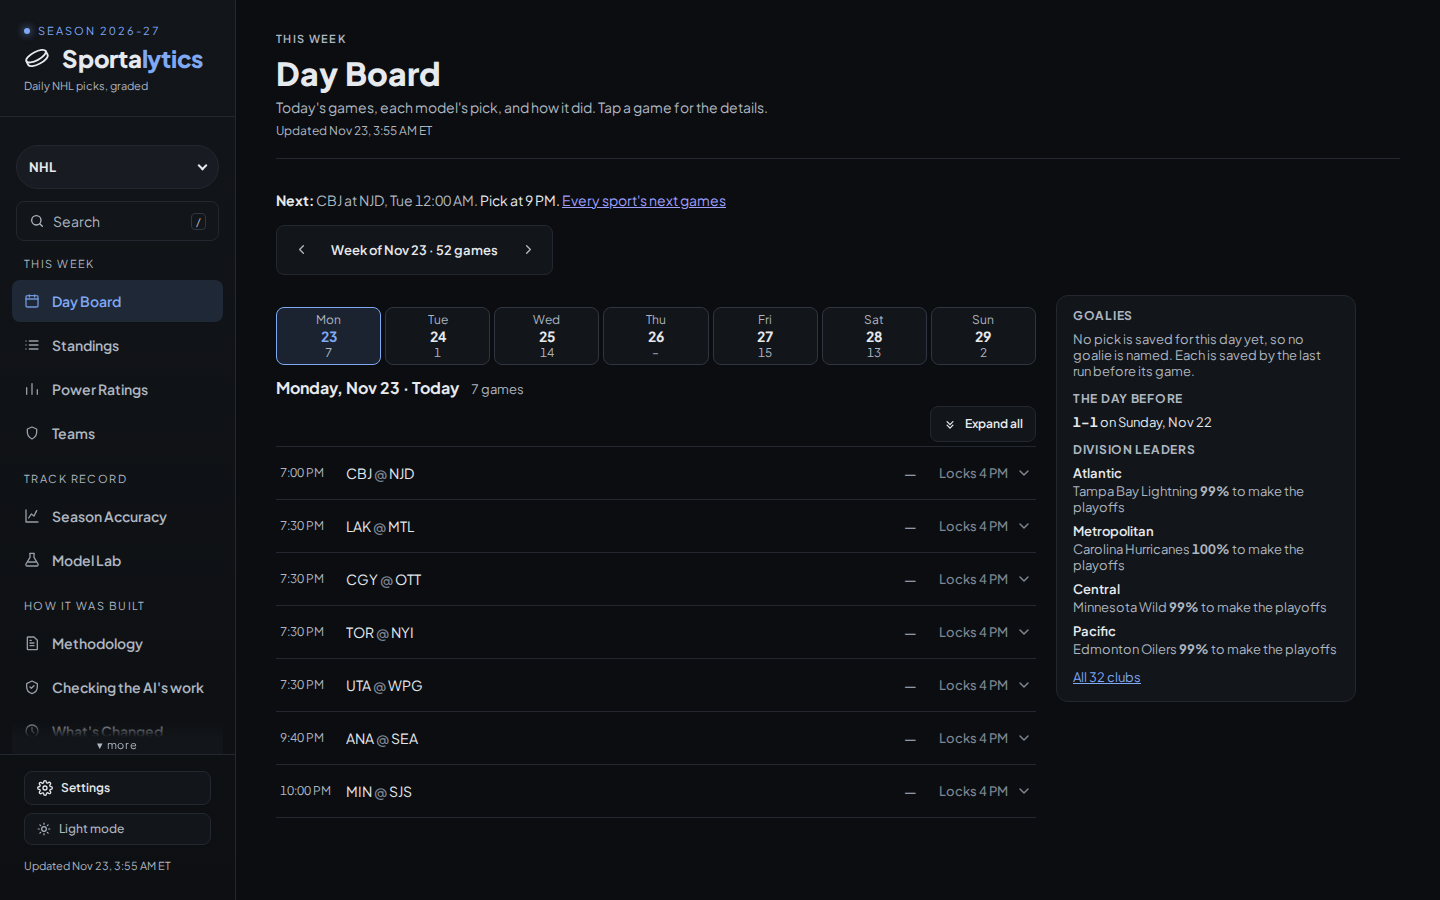 SEASON 2026-27
Sportalytics
Daily NHL picks, graded
NHL
Search /
THIS WEEK
Day Board
Standings
Power Ratings
Teams
TRACK RECORD
Season Accuracy
Model Lab
HOW IT WAS BUILT
Methodology
Checking the AI's work
What's Changed
▾ more
Settings
Light mode
Updated Nov 23, 3:55 AM ET
THIS WEEK
Day Board
Today's games, each model's pick, and how it did. Tap a game for the details.
Updated Nov 23, 3:55 AM ET
Next: CBJ at NJD, Tue 12:00 AM. Pick at 9 PM. Every sport's next games
Week of Nov 23 · 52 games
Mon 23 7
Tue 24 1
Wed 25 14
Thu 26 –
Fri 27 15
Sat 28 13
Sun 29 2
Monday, Nov 23 · Today 7 games
Expand all
7:00 PM CBJ @ NJD — Locks 4 PM
7:30 PM LAK @ MTL — Locks 4 PM
7:30 PM CGY @ OTT — Locks 4 PM
7:30 PM TOR @ NYI — Locks 4 PM
7:30 PM UTA @ WPG — Locks 4 PM
9:40 PM ANA @ SEA — Locks 4 PM
10:00 PM MIN @ SJS — Locks 4 PM
GOALIES
No pick is saved for this day yet, so no
goalie is named. Each is saved by the last
run before its game.
THE DAY BEFORE
1–1 on Sunday, Nov 22
DIVISION LEADERS
Atlantic
Tampa Bay Lightning 99% to make the
playoffs
Metropolitan
Carolina Hurricanes 100% to make the
playoffs
Central
Minnesota Wild 99% to make the playoffs
Pacific
Edmonton Oilers 99% to make the playoffs
All 32 clubs